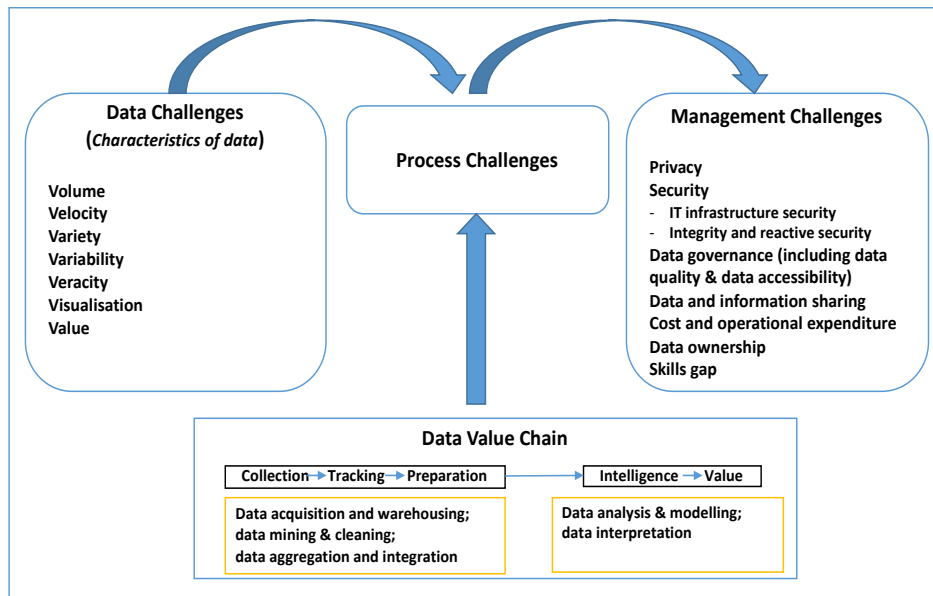 Data Challenges
(Characteristics of data)
Volume
Velocity
Variety
Variability
Veracity
Visualisation
Value
Process Challenges
Management Challenges
Privacy
Security
- IT infrastructure security
- Integrity and reactive security
Data governance (including data
quality & data accessibility)
Data and information sharing
Cost and operational expenditure
Data ownership
Skills gap
Data Value Chain
Collection Tracking Preparation
Intelligence Value
Data acquisition and warehousing;
data mining & cleaning;
data aggregation and integration
Data analysis & modelling;
data interpretation